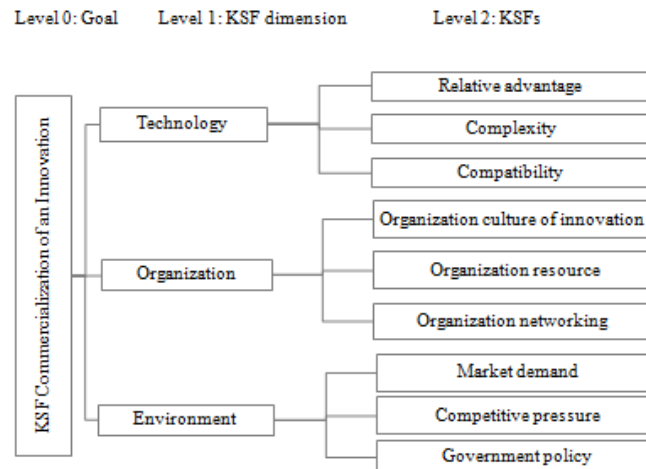 Level 0: Goal Level 1: KSF dimension Level 2: KSFs
KSF Commercialization of an Innovation
Technology
Relative advantage
Complexity
Compatibility
Organization
Organization culture of innovation
Organization resource
Organization networking
Environment
Market demand
Competitive pressure
Government policy